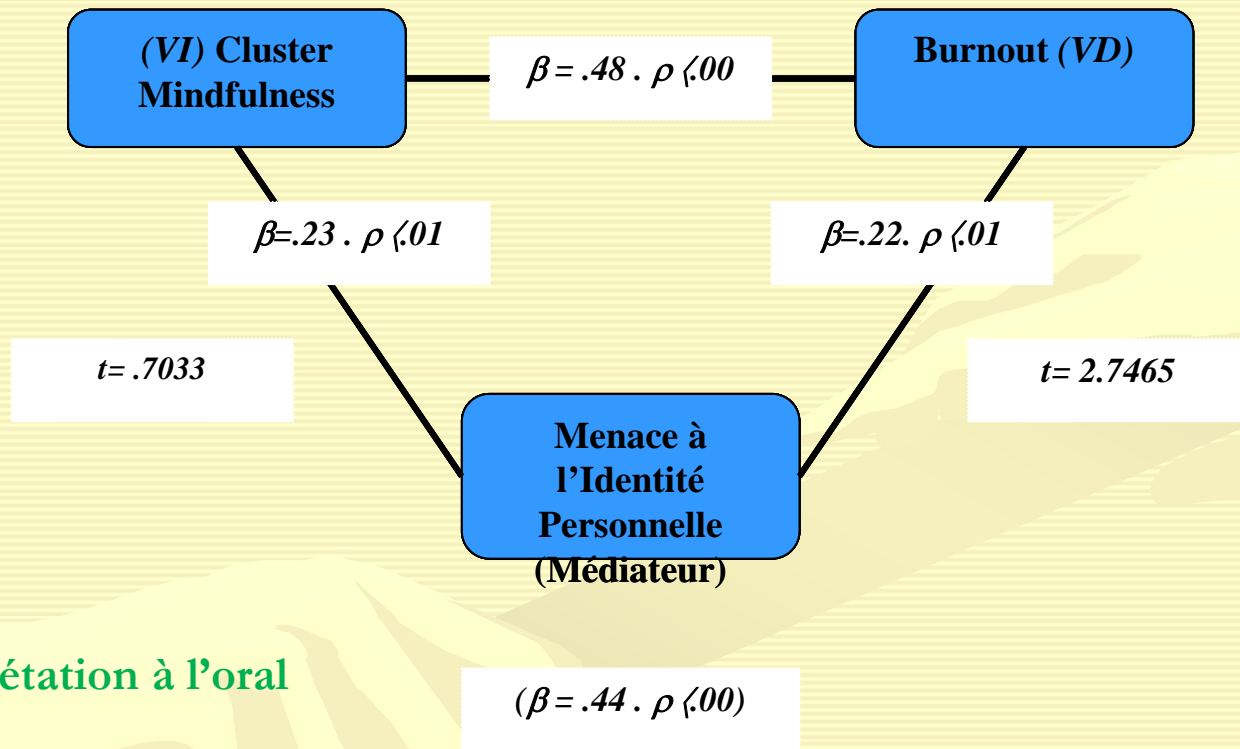 (VI) Cluster
Mindfulness
β = .48 . ρ ⟨.00
Burnout (VD)
β=.23 . ρ ⟨.01
β=.22. ρ ⟨.01
t= .7033
t= 2.7465
Menace à
l’Identité
Personnelle
(Médiateur)
étation à l’oral
(β = .44 . ρ ⟨.00)